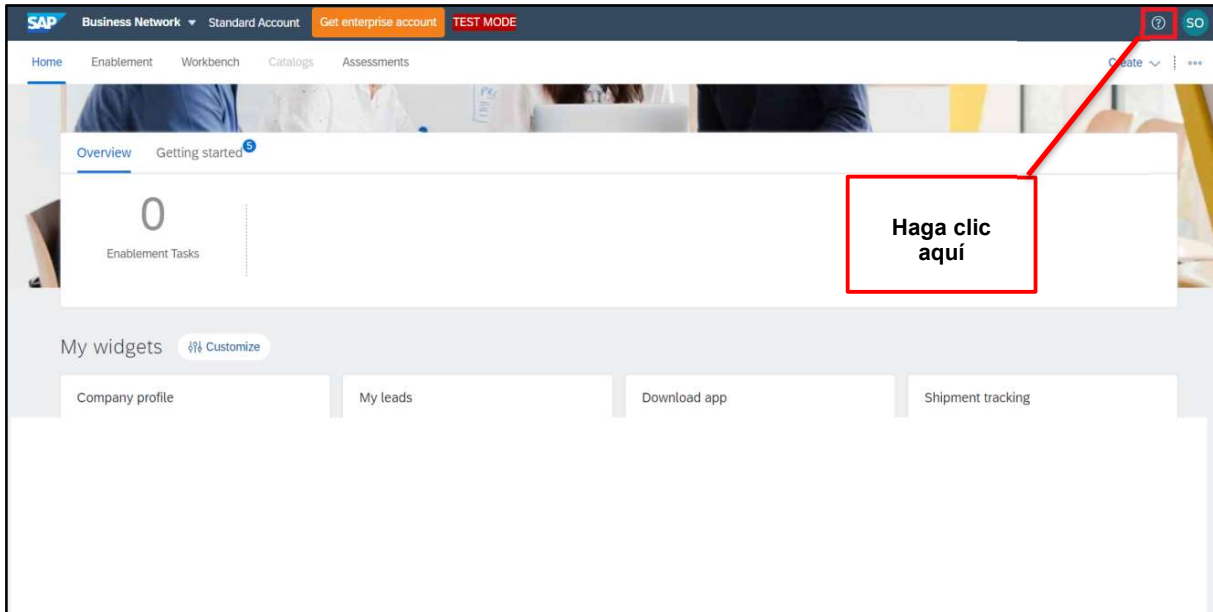 SAP Business Network Standard Account Get enterprise account TEST MODE SO
Home Enablement Workbench Catalogs Assessments Create
Overview Getting started 5
0
Enablement Tasks
Haga clic
aquí
My widgets Customize
Company profile My leads Download app Shipment tracking